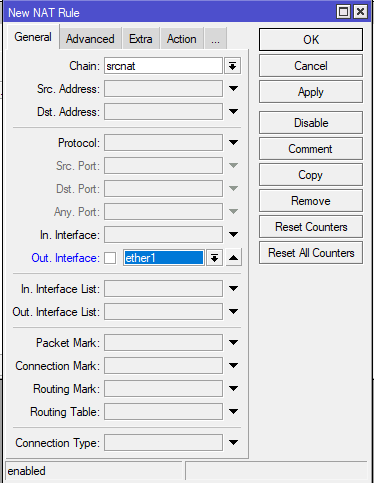 New NAT Rule
General Advanced Extra Action ...
OK
Chain: srcnat
Cancel
Src. Address:
Apply
Dst. Address:
Disable
Protocol:
Comment
Src. Port:
Copy
Dst. Port:
Remove
Any. Port:
Reset Counters
In. Interface:
Reset All Counters
Out. Interface: ether1
In. Interface List:
Out. Interface List:
Packet Mark:
Connection Mark:
Routing Mark:
Routing Table:
Connection Type:
enabled